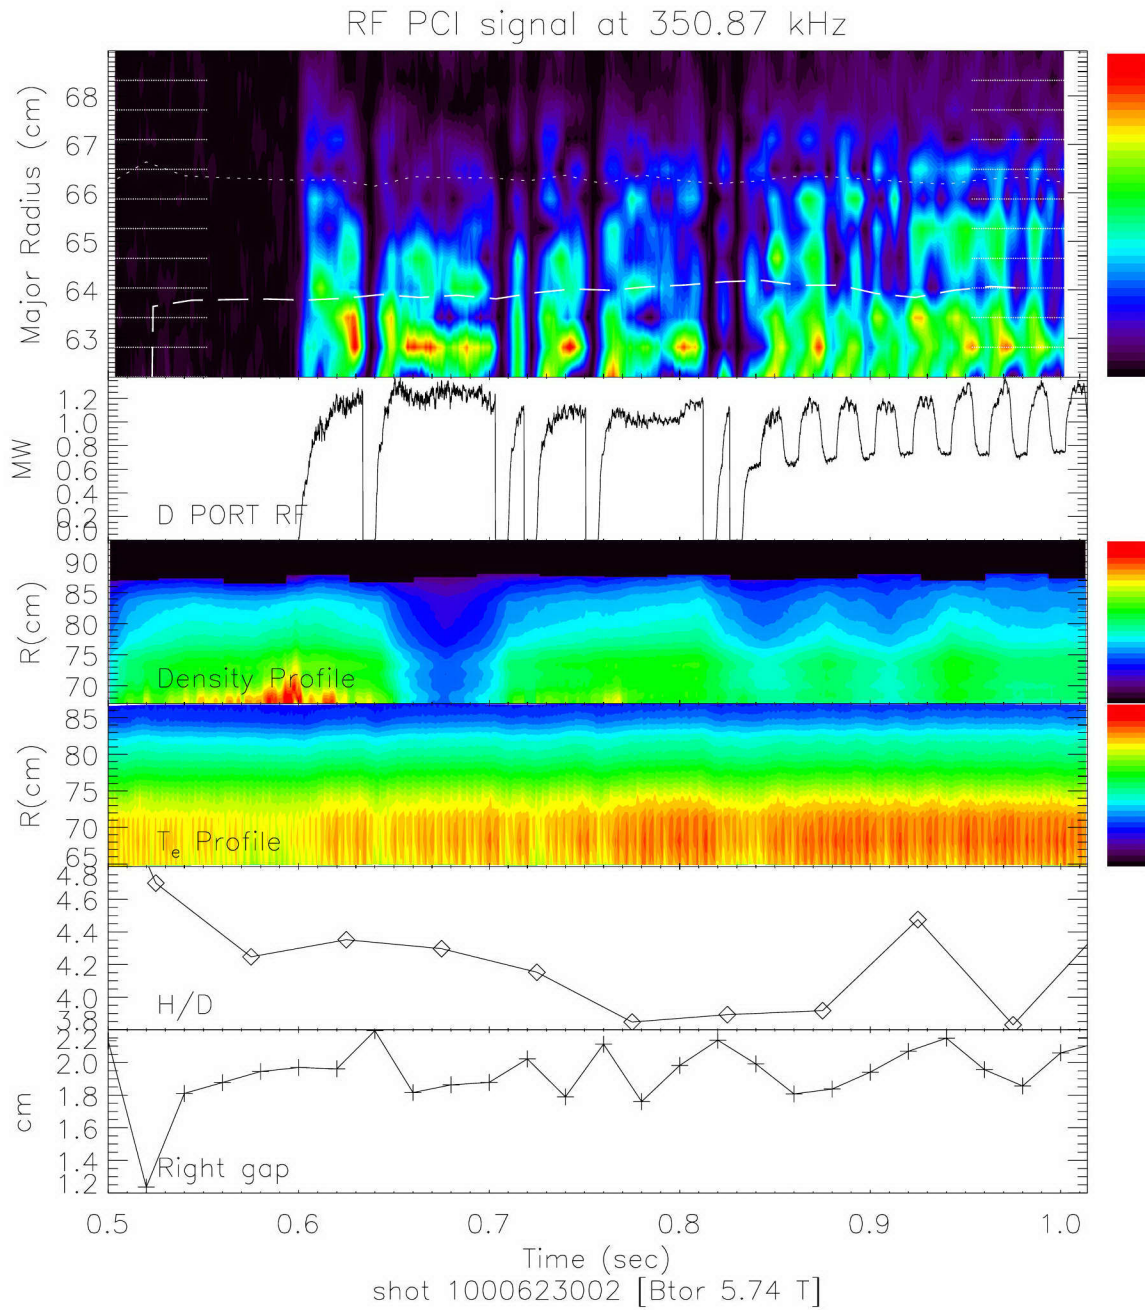 RF PCI signal at 350.87 kHz
Major Radius (cm)
68
67
66
65
64
63
MW
1.2
1.0
0.8
0.6
0.4
0.2
0.0
D PORT RF
R(cm)
90
85
80
75
70
Density Profile
R(cm)
85
80
75
70
65
Te Profile
4.8
4.6
4.4
4.2
4.0
3.8
H/D
cm
2.2
2.0
1.8
1.6
1.4
1.2
Right gap
0.5 0.6 0.7 0.8 0.9 1.0
Time (sec)
shot 1000623002 [Btor 5.74 T]